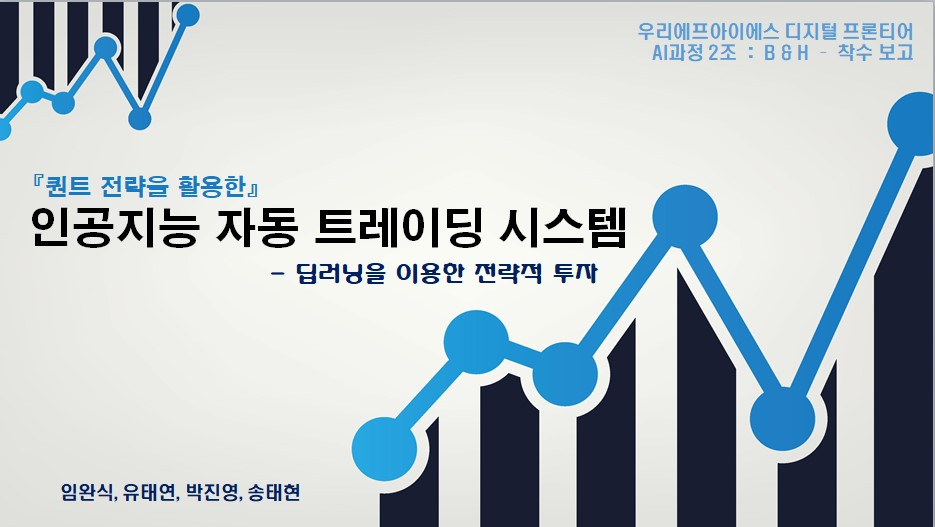 우리에프아이에스 디지털 프론티어
AI과정 2조 : B & H - 착수 보고
『퀀트 전략을 활용한』
인공지능 자동 트레이딩 시스템
- 딥러닝을 이용한 전략적 투자
임완식, 유태연, 박진영, 송태현